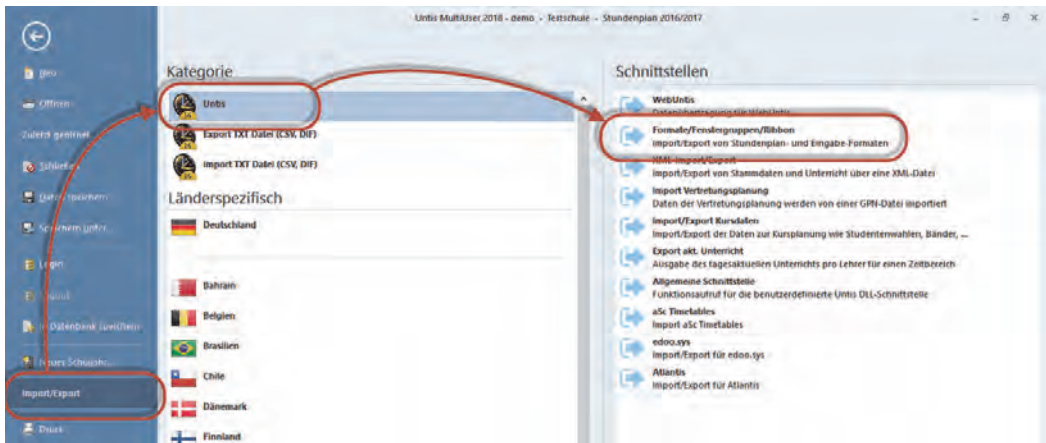 Untis MultiUser 2018 - demo - Testschule - Stundenplan 2016/2017
Neu
Öffnen
Zuletzt geöffnet
Schließen
Daten speichern
Speichern unter...
Login
In Datenbank speichern
Neues Schuljahr...
Import/Export
Druck
Kategorie
Untis
Export TXT Datei (CSV, DIF)
Import TXT Datei (CSV, DIF)
Länderspezifisch
Deutschland
Bahrain
Belgien
Brasilien
Chile
Dänemark
Finnland
Schnittstellen
WebUntis
Datenübertragung für WebUntis
Formate/Fenstergruppen/Ribbon
Import/Export von Stundenplan- und Eingabe-Formaten
XML-Import/Export
Import/Export von Stammdaten und Unterricht über eine XML-Datei
Import Vertretungsplanung
Daten der Vertretungsplanung werden von einer GPN-Datei importiert
Import/Export Kursdaten
Import/Export der Daten zur Kursplanung wie Studentenwahlen, Bänder, ...
Export akt. Unterricht
Ausgabe des tagesaktuellen Unterrichts pro Lehrer für einen Zeitbereich
Allgemeine Schnittstelle
Funktionsaufruf für die benutzerdefinierte Untis DLL-Schnittstelle
aSc Timetables
Import aSc Timetables
edoo.sys
Import/Export für edoo.sys
Atlantis
Import/Export für Atlantis